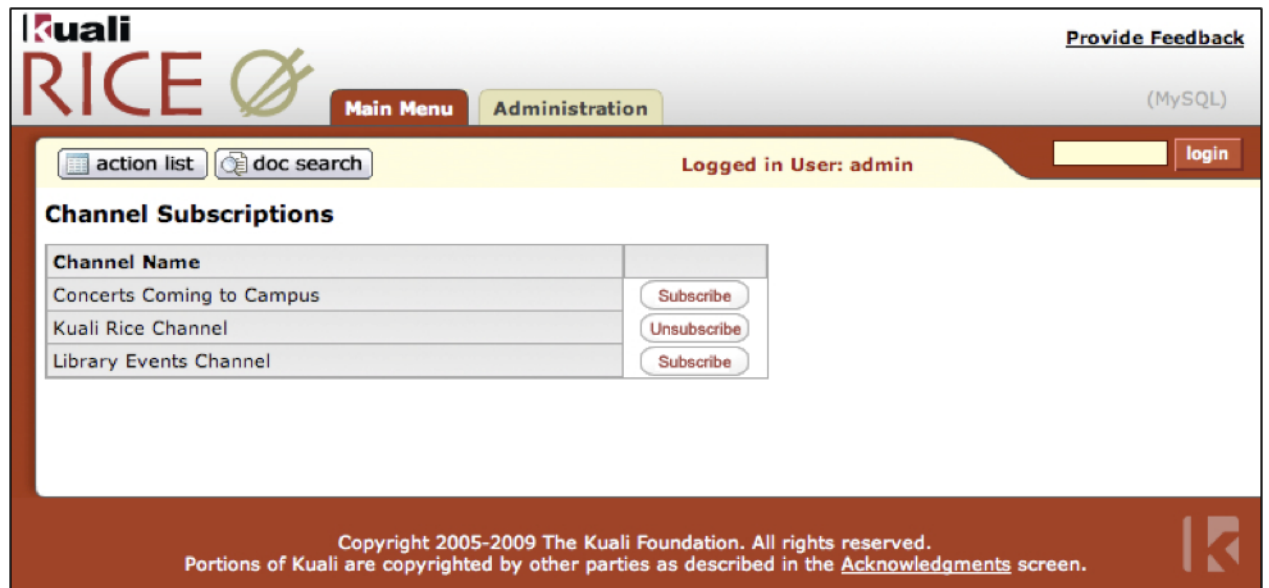 Kuali
RICE
Provide Feedback
Main Menu Administration
(MySQL)
action list doc search Logged in User: admin login
Channel Subscriptions
Channel Name
Concerts Coming to Campus Subscribe
Kuali Rice Channel Unsubscribe
Library Events Channel Subscribe
Copyright 2005-2009 The Kuali Foundation. All rights reserved.
Portions of Kuali are copyrighted by other parties as described in the Acknowledgments screen.